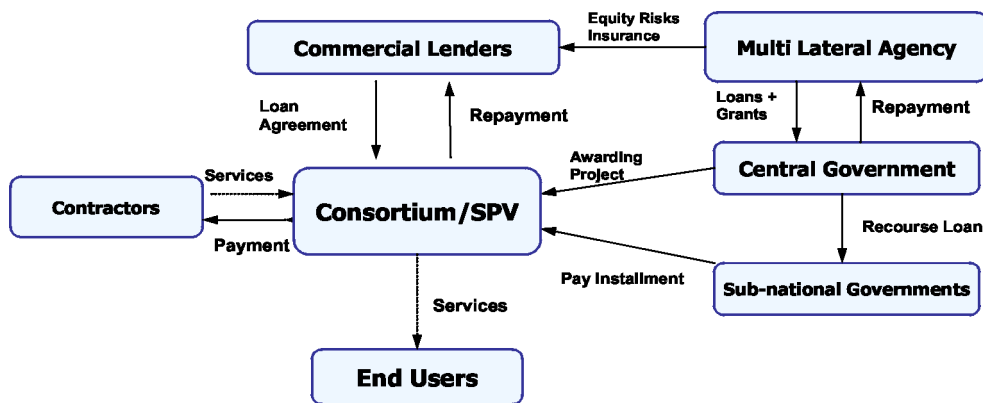 Equity Risks
Insurance
Commercial Lenders
Multi Lateral Agency
Loan
Agreement
Repayment
Loans +
Grants
Repayment
Awarding
Project
Central Government
Services
Contractors
Consortium/SPV
Payment
Recourse Loan
Pay Installment
Sub-national Governments
Services
End Users